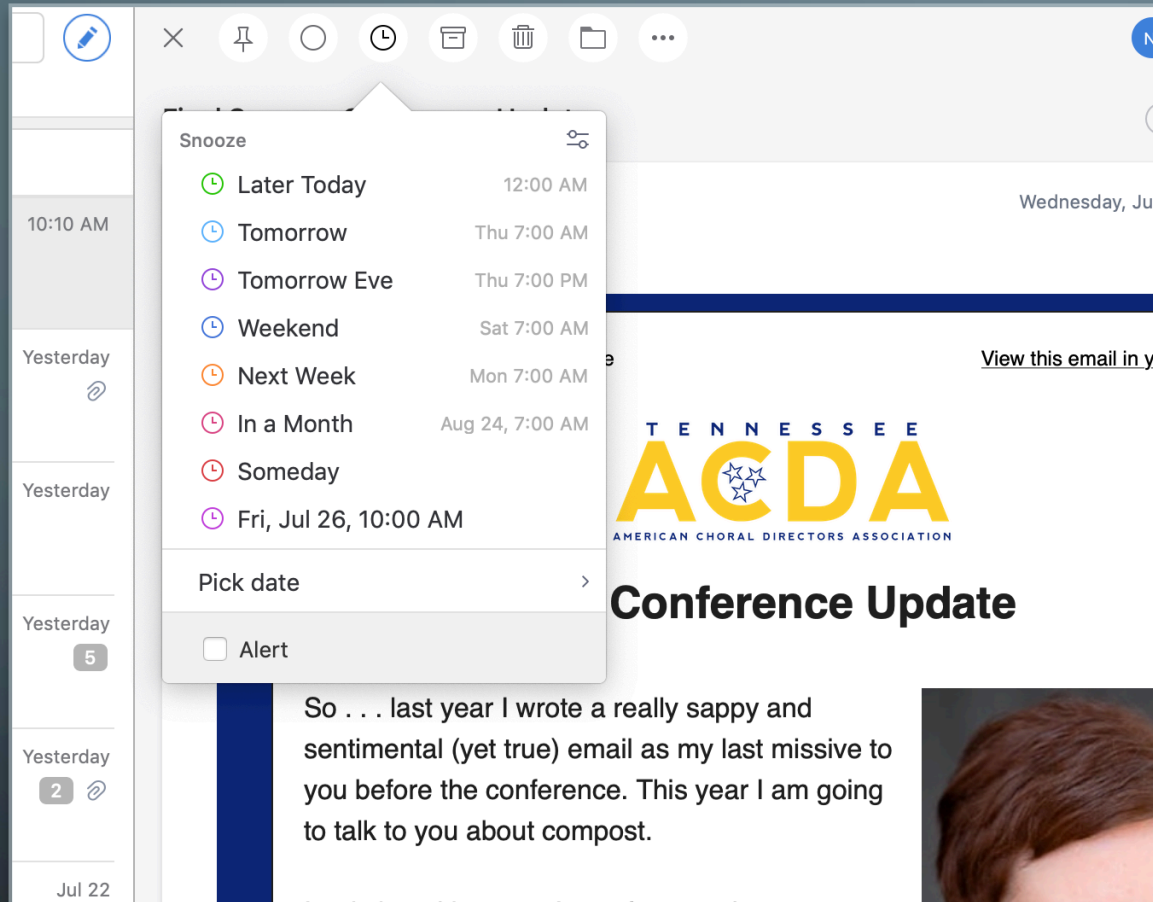 N
Snooze
Later Today 12:00 AM
Tomorrow Thu 7:00 AM
Tomorrow Eve Thu 7:00 PM
Weekend Sat 7:00 AM
Next Week Mon 7:00 AM
In a Month Aug 24, 7:00 AM
Someday
Fri, Jul 26, 10:00 AM
Pick date
Alert
10:10 AM
Yesterday
Yesterday
Yesterday
5
Yesterday
2
Jul 22
Wednesday, Ju
View this email in y
TENNESSEE
ACDA
AMERICAN CHORAL DIRECTORS ASSOCIATION
Conference Update
So . . . last year I wrote a really sappy and
sentimental (yet true) email as my last missive to
you before the conference. This year I am going
to talk to you about compost.